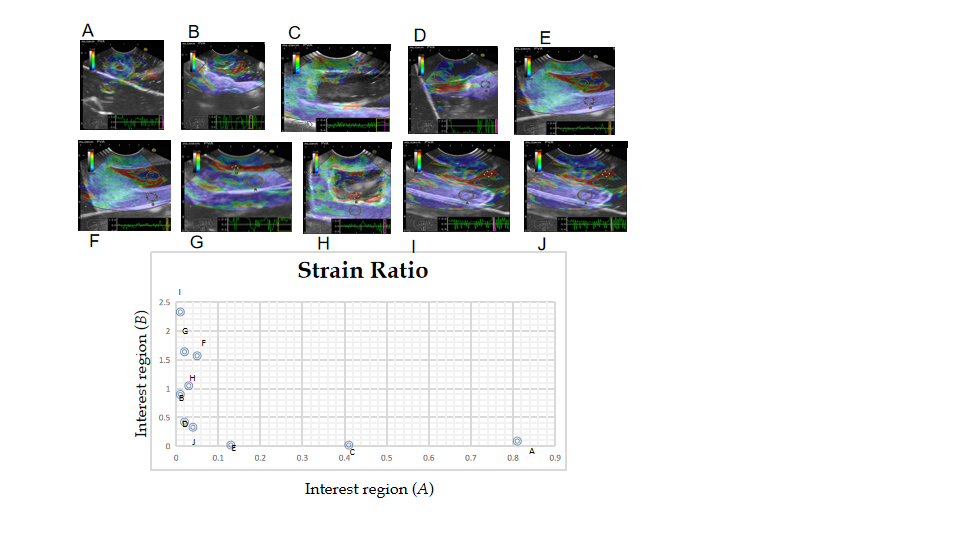 A
B
C
D
E
F
G
H
I
J
Strain Ratio
Interest region (B)
2.5
2
1.5
1
0.5
0
I
G
F
H
B
D
J
E
C
A
0 0.1 0.2 0.3 0.4 0.5 0.6 0.7 0.8 0.9
Interest region (A)